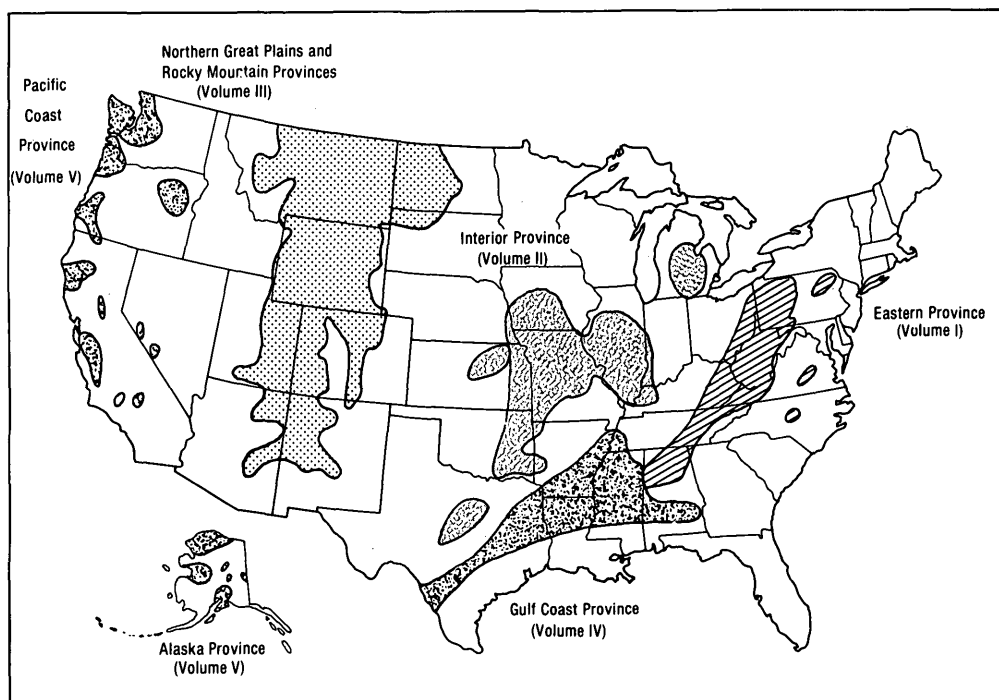 Northern Great Plains and
Rocky Mountain Provinces
(Volume III)
Pacific
Coast
Province
(Volume V)
Interior Province
(Volume II)
Eastern Province
(Volume I)
Gulf Coast Province
(Volume IV)
Alaska Province
(Volume V)